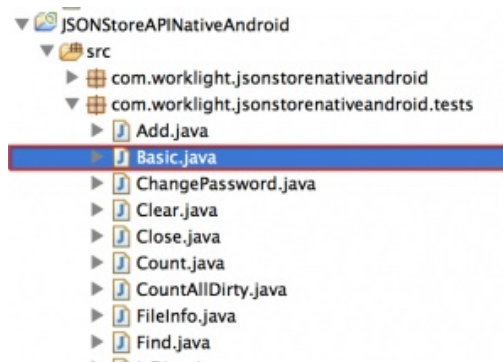 JSONStoreAPINativeAndroid
src
com.worklight.jsonstorenativeandroid
com.worklight.jsonstorenativeandroid.tests
Add.java
Basic.java
ChangePassword.java
Clear.java
Close.java
Count.java
CountAllDirty.java
FileInfo.java
Find.java